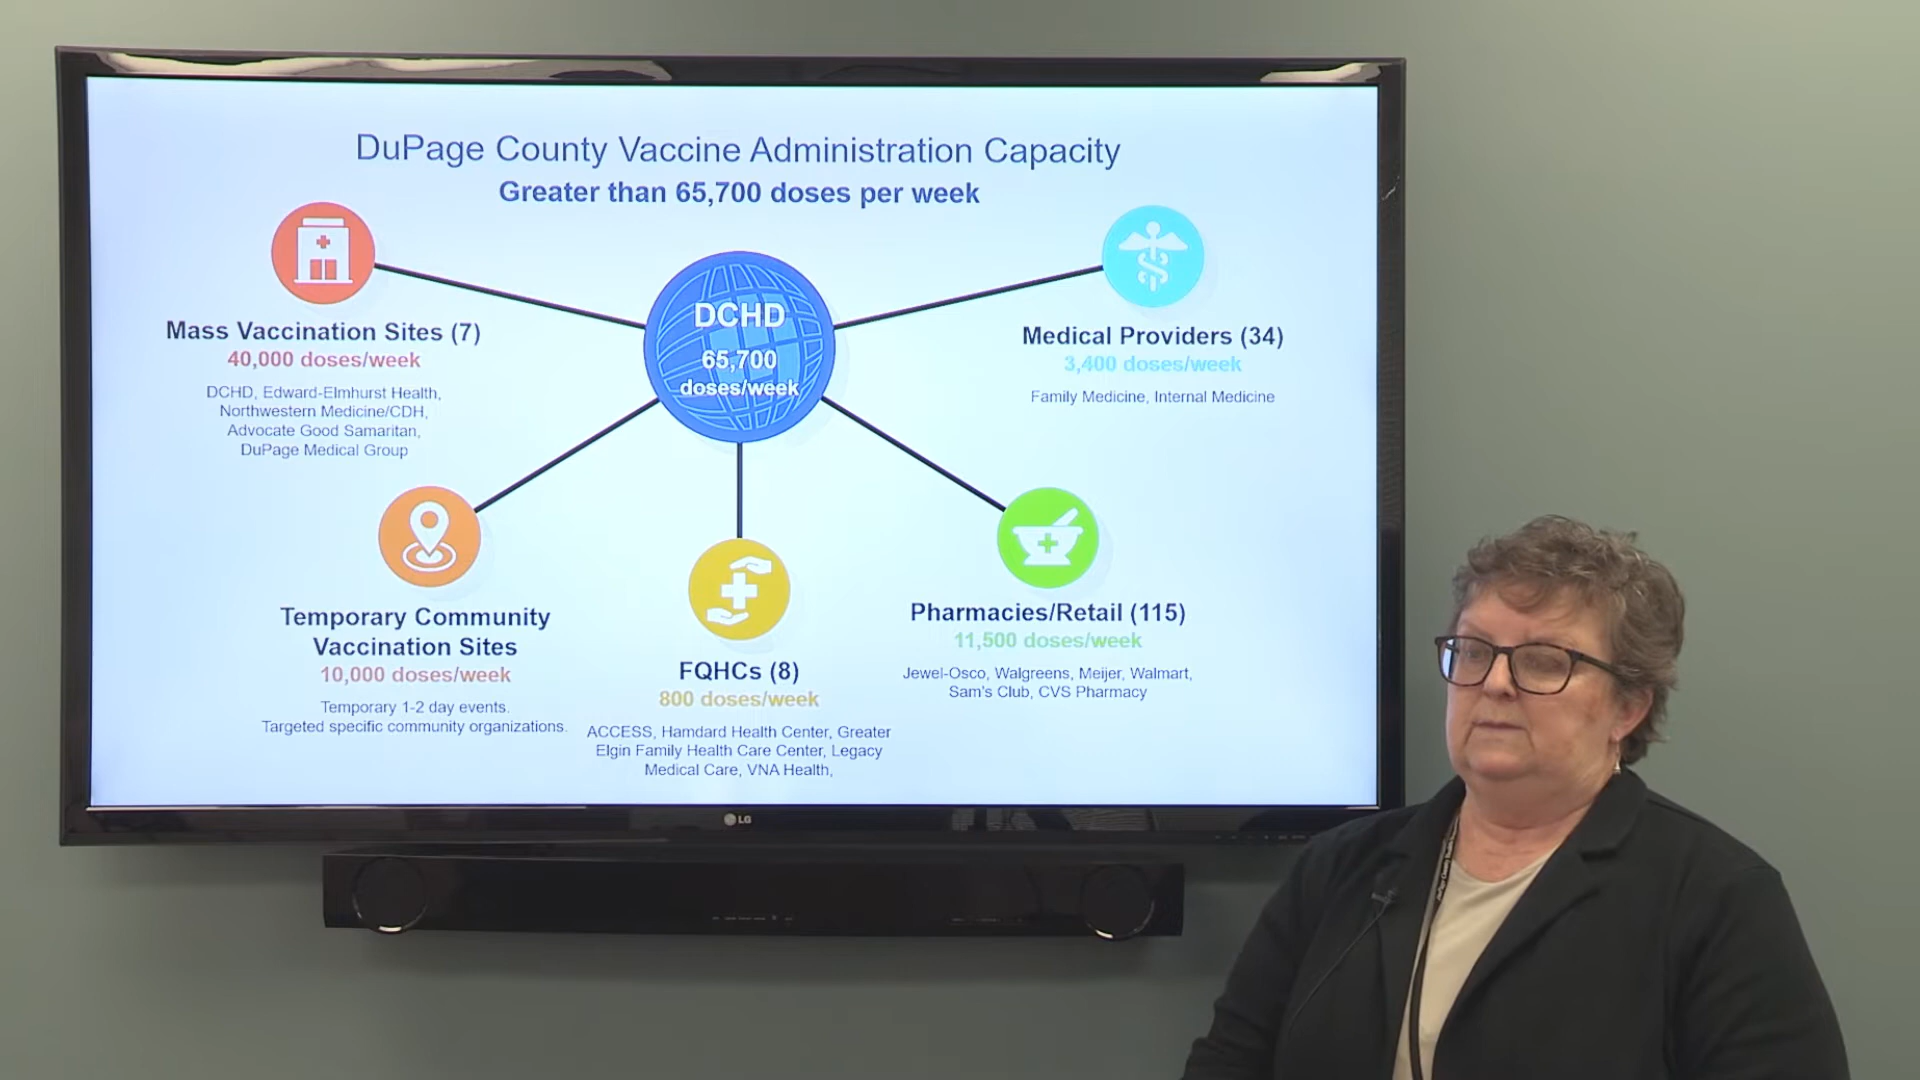 DuPage County Vaccine Administration Capacity
Greater than 65,700 doses per week
DCHD
65,700
doses/week
Mass Vaccination Sites (7)
40,000 doses/week
DCHD, Edward-Elmhurst Health,
Northwestern Medicine/CDH,
Advocate Good Samaritan,
DuPage Medical Group
Medical Providers (34)
3,400 doses/week
Family Medicine, Internal Medicine
Temporary Community
Vaccination Sites
10,000 doses/week
Temporary 1-2 day events.
Targeted specific community organizations.
FQHCs (8)
800 doses/week
ACCESS, Hamdard Health Center, Greater
Elgin Family Health Care Center, Legacy
Medical Care, VNA Health,
Pharmacies/Retail (115)
11,500 doses/week
Jewel-Osco, Walgreens, Meijer, Walmart,
Sam's Club, CVS Pharmacy
LG